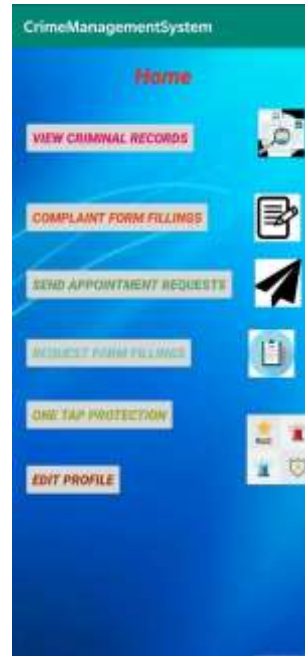 CrimeManagementSystem
Home
VIEW CRIMINAL RECORDS
COMPLAINT FORM FILLINGS
SEND APPOINTMENT REQUESTS
REQUEST FORM FILLINGS
ONE TAP PROTECTION
EDIT PROFILE